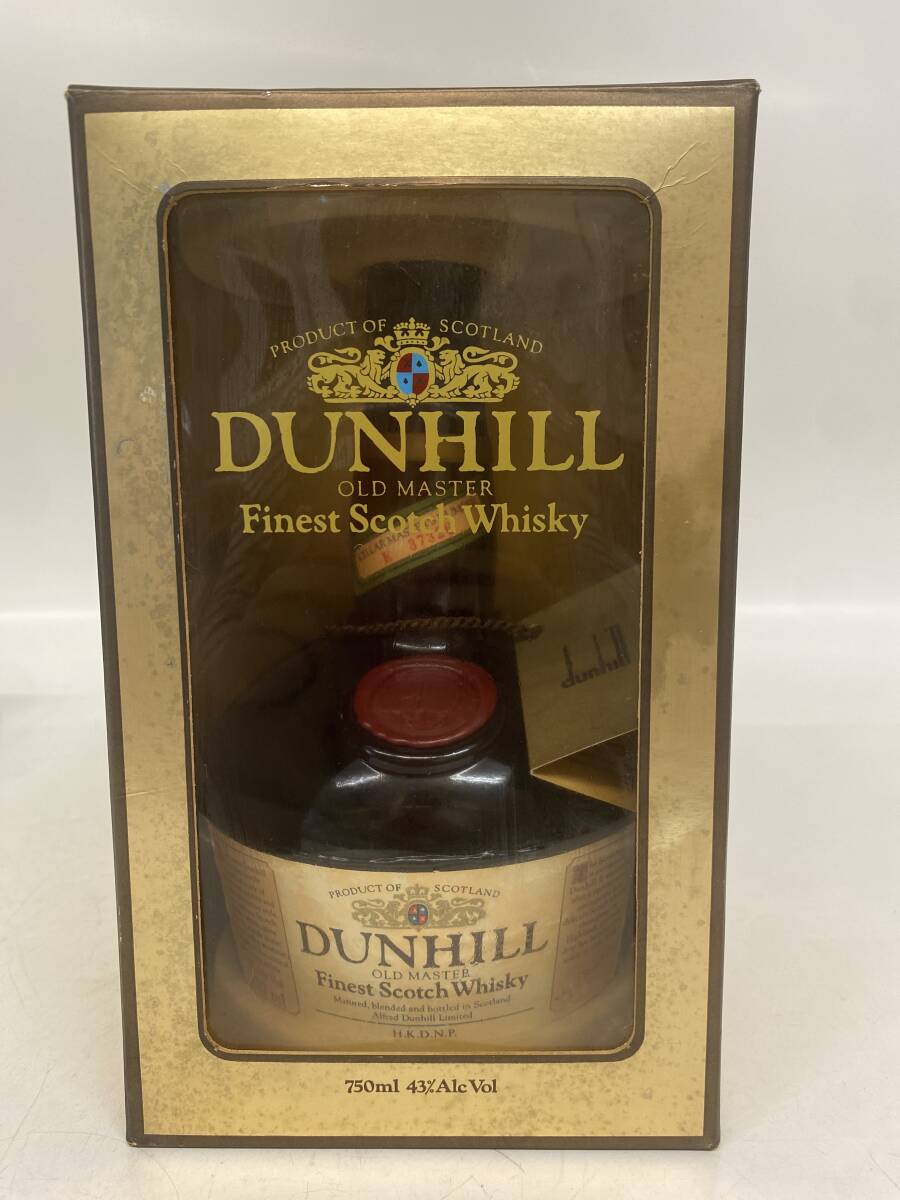 PRODUCT OF SCOTLAND
DUNHILL
OLD MASTER
Finest Scotch Whisky
dunhill
PRODUCT OF SCOTLAND
DUNHILL
OLD MASTER
Finest Scotch Whisky
Matured, blended and bottled in Scotland
Alfred Dunhill Limited
H.K.D.N.P.
750ml 43% Alc Vol